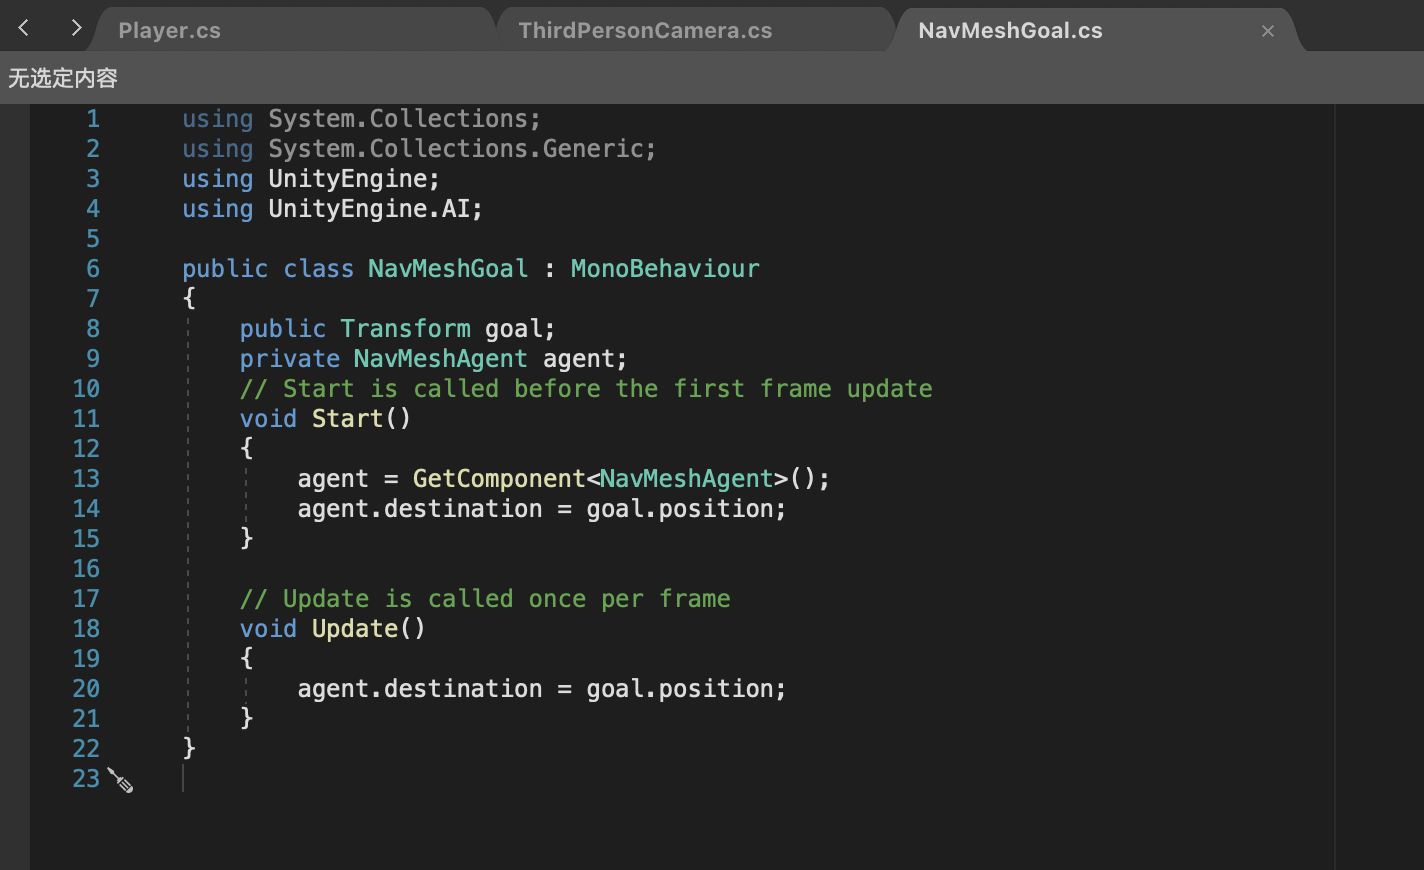 Player.cs
ThirdPersonCamera.cs
NavMeshGoal.cs
无选定内容
1 using System.Collections;
2 using System.Collections.Generic;
3 using UnityEngine;
4 using UnityEngine.AI;
5
6 public class NavMeshGoal : MonoBehaviour
7 {
8     public Transform goal;
9     private NavMeshAgent agent;
10     // Start is called before the first frame update
11     void Start()
12     {
13         agent = GetComponent<NavMeshAgent>();
14         agent.destination = goal.position;
15     }
16
17     // Update is called once per frame
18     void Update()
19     {
20         agent.destination = goal.position;
21     }
22 }
23